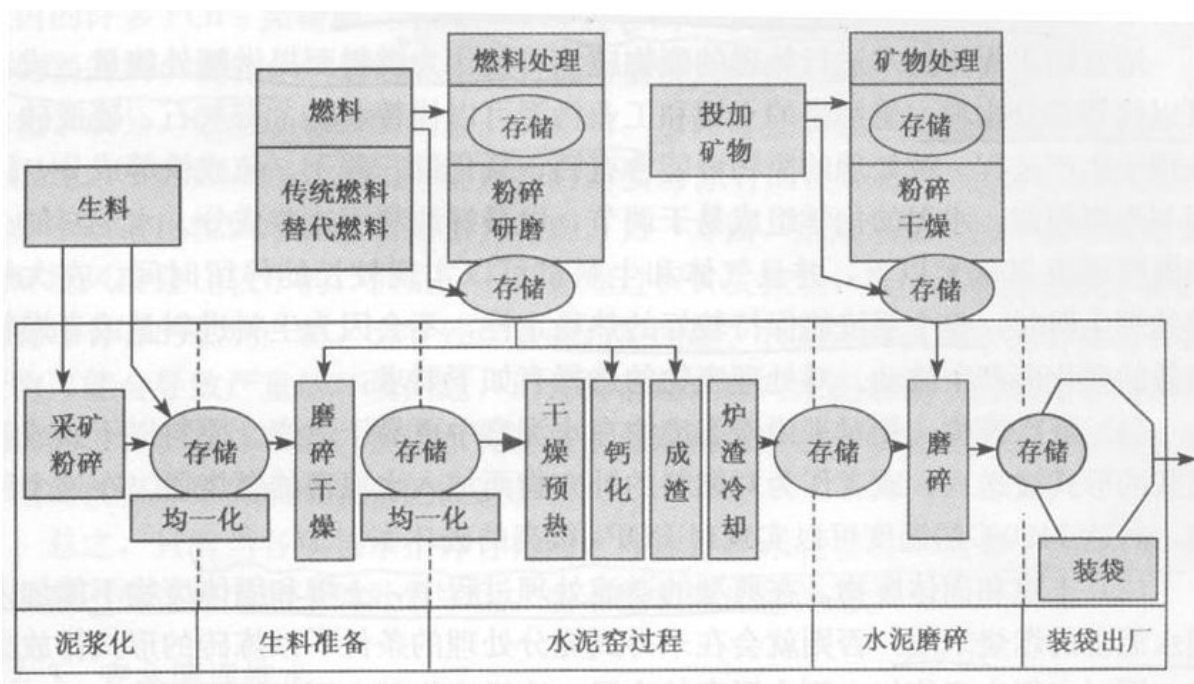 燃料处理
矿物处理
燃料
存储
投加
矿物
存储
生料
传统燃料
替代燃料
粉碎
研磨
粉碎
干燥
存储
存储
采矿
粉碎
存储
均一化
磨碎干燥
存储
均一化
干燥预热
钙化
成渣
炉渣冷却
存储
磨碎
存储
装袋
泥浆化
生料准备
水泥窑过程
水泥磨碎
装袋出厂